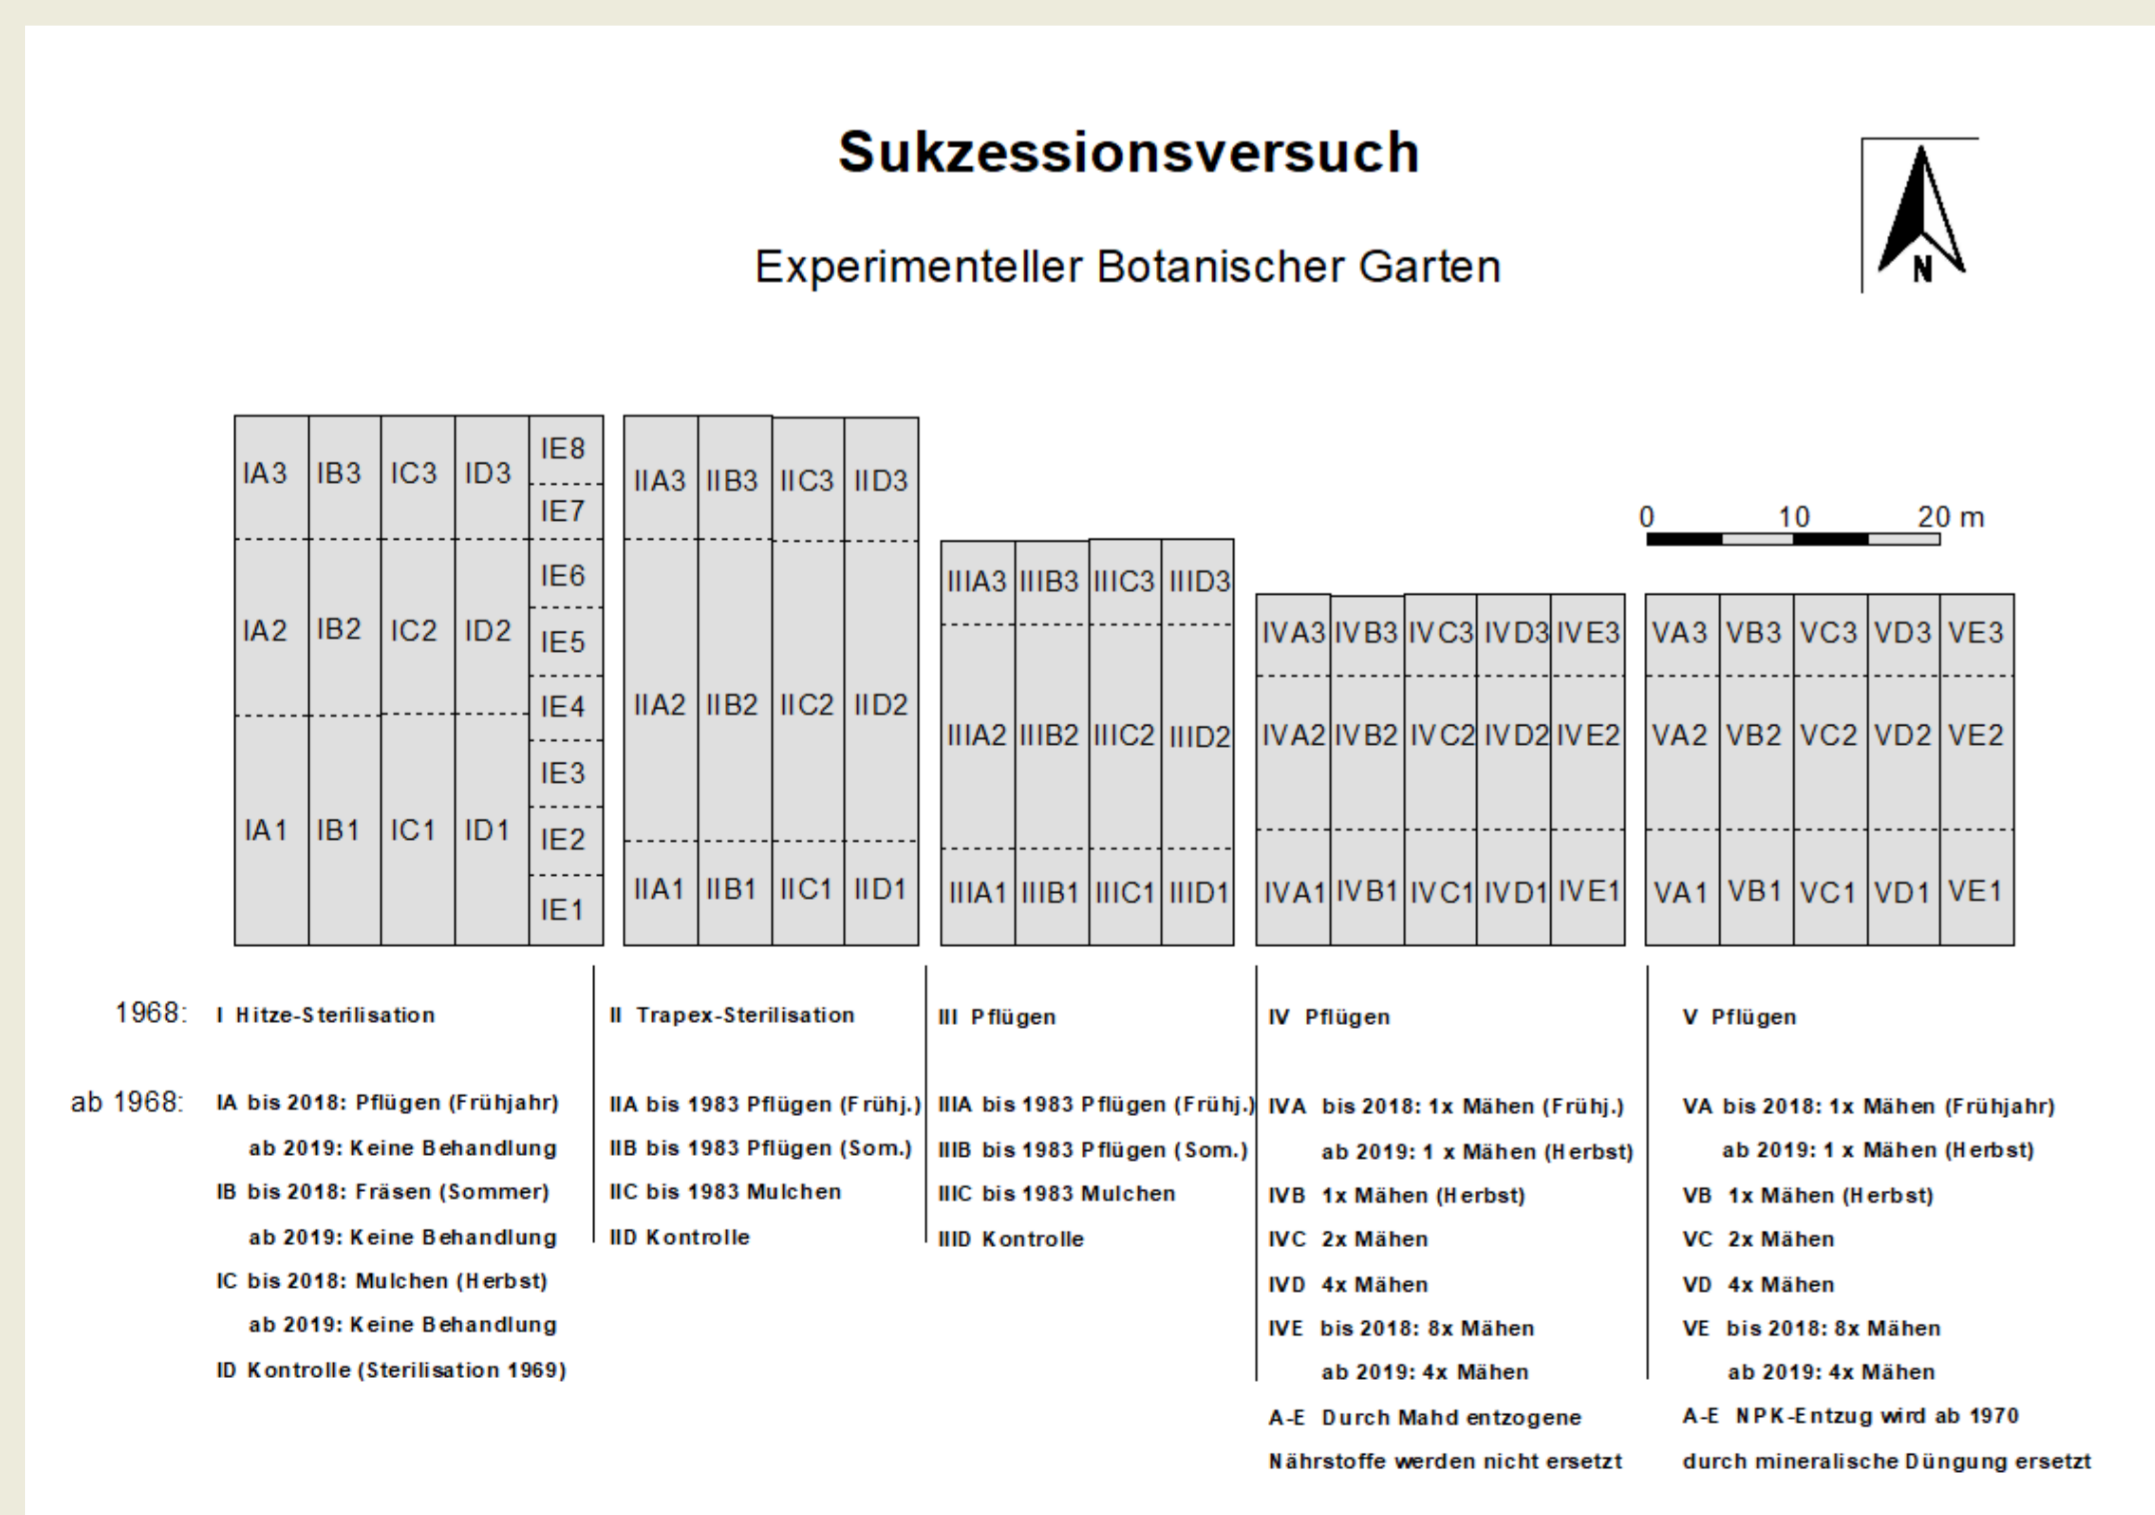 Sukzessionsversuch
Experimenteller Botanischer Garten
N
0 10 20 m
IA3 IB3 IC3 ID3 IE8
IE7
IA2 IB2 IC2 ID2 IE6
IE5
IE4
IE3
IA1 IB1 IC1 ID1 IE2
IE1
IIA3 IIB3 IIC3 IID3
IIA2 IIB2 IIC2 IID2
IIA1 IIB1 IIC1 IID1
IIIA3 IIIB3 IIIC3 IIID3
IIIA2 IIIB2 IIIC2 IIID2
IIIA1 IIIB1 IIIC1 IIID1
IVA3 IVB3 IVC3 IVD3 IVE3
IVA2 IVB2 IVC2 IVD2 IVE2
IVA1 IVB1 IVC1 IVD1 IVE1
VA3 VB3 VC3 VD3 VE3
VA2 VB2 VC2 VD2 VE2
VA1 VB1 VC1 VD1 VE1
1968:
I Hitze-Sterilisation
II Trapex-Sterilisation
III Pflügen
IV Pflügen
V Pflügen
ab 1968:
IA bis 2018: Pflügen (Frühjahr)
ab 2019: Keine Behandlung
IB bis 2018: Fräsen (Sommer)
ab 2019: Keine Behandlung
IC bis 2018: Mulchen (Herbst)
ab 2019: Keine Behandlung
ID Kontrolle (Sterilisation 1969)
IIA bis 1983 Pflügen (Frühj.)
IIB bis 1983 Pflügen (Som.)
IIC bis 1983 Mulchen
IID Kontrolle
IIIA bis 1983 Pflügen (Frühj.)
IIIB bis 1983 Pflügen (Som.)
IIIC bis 1983 Mulchen
IIID Kontrolle
IVA bis 2018: 1x Mähen (Frühj.)
ab 2019: 1 x Mähen (Herbst)
IVB 1x Mähen (Herbst)
IVC 2x Mähen
IVD 4x Mähen
IVE bis 2018: 8x Mähen
ab 2019: 4x Mähen
A-E Durch Mahd entzogene
Nährstoffe werden nicht ersetzt
VA bis 2018: 1x Mähen (Frühjahr)
ab 2019: 1 x Mähen (Herbst)
VB 1x Mähen (Herbst)
VC 2x Mähen
VD 4x Mähen
VE bis 2018: 8x Mähen
ab 2019: 4x Mähen
A-E NPK-Entzug wird ab 1970
durch mineralische Düngung ersetzt